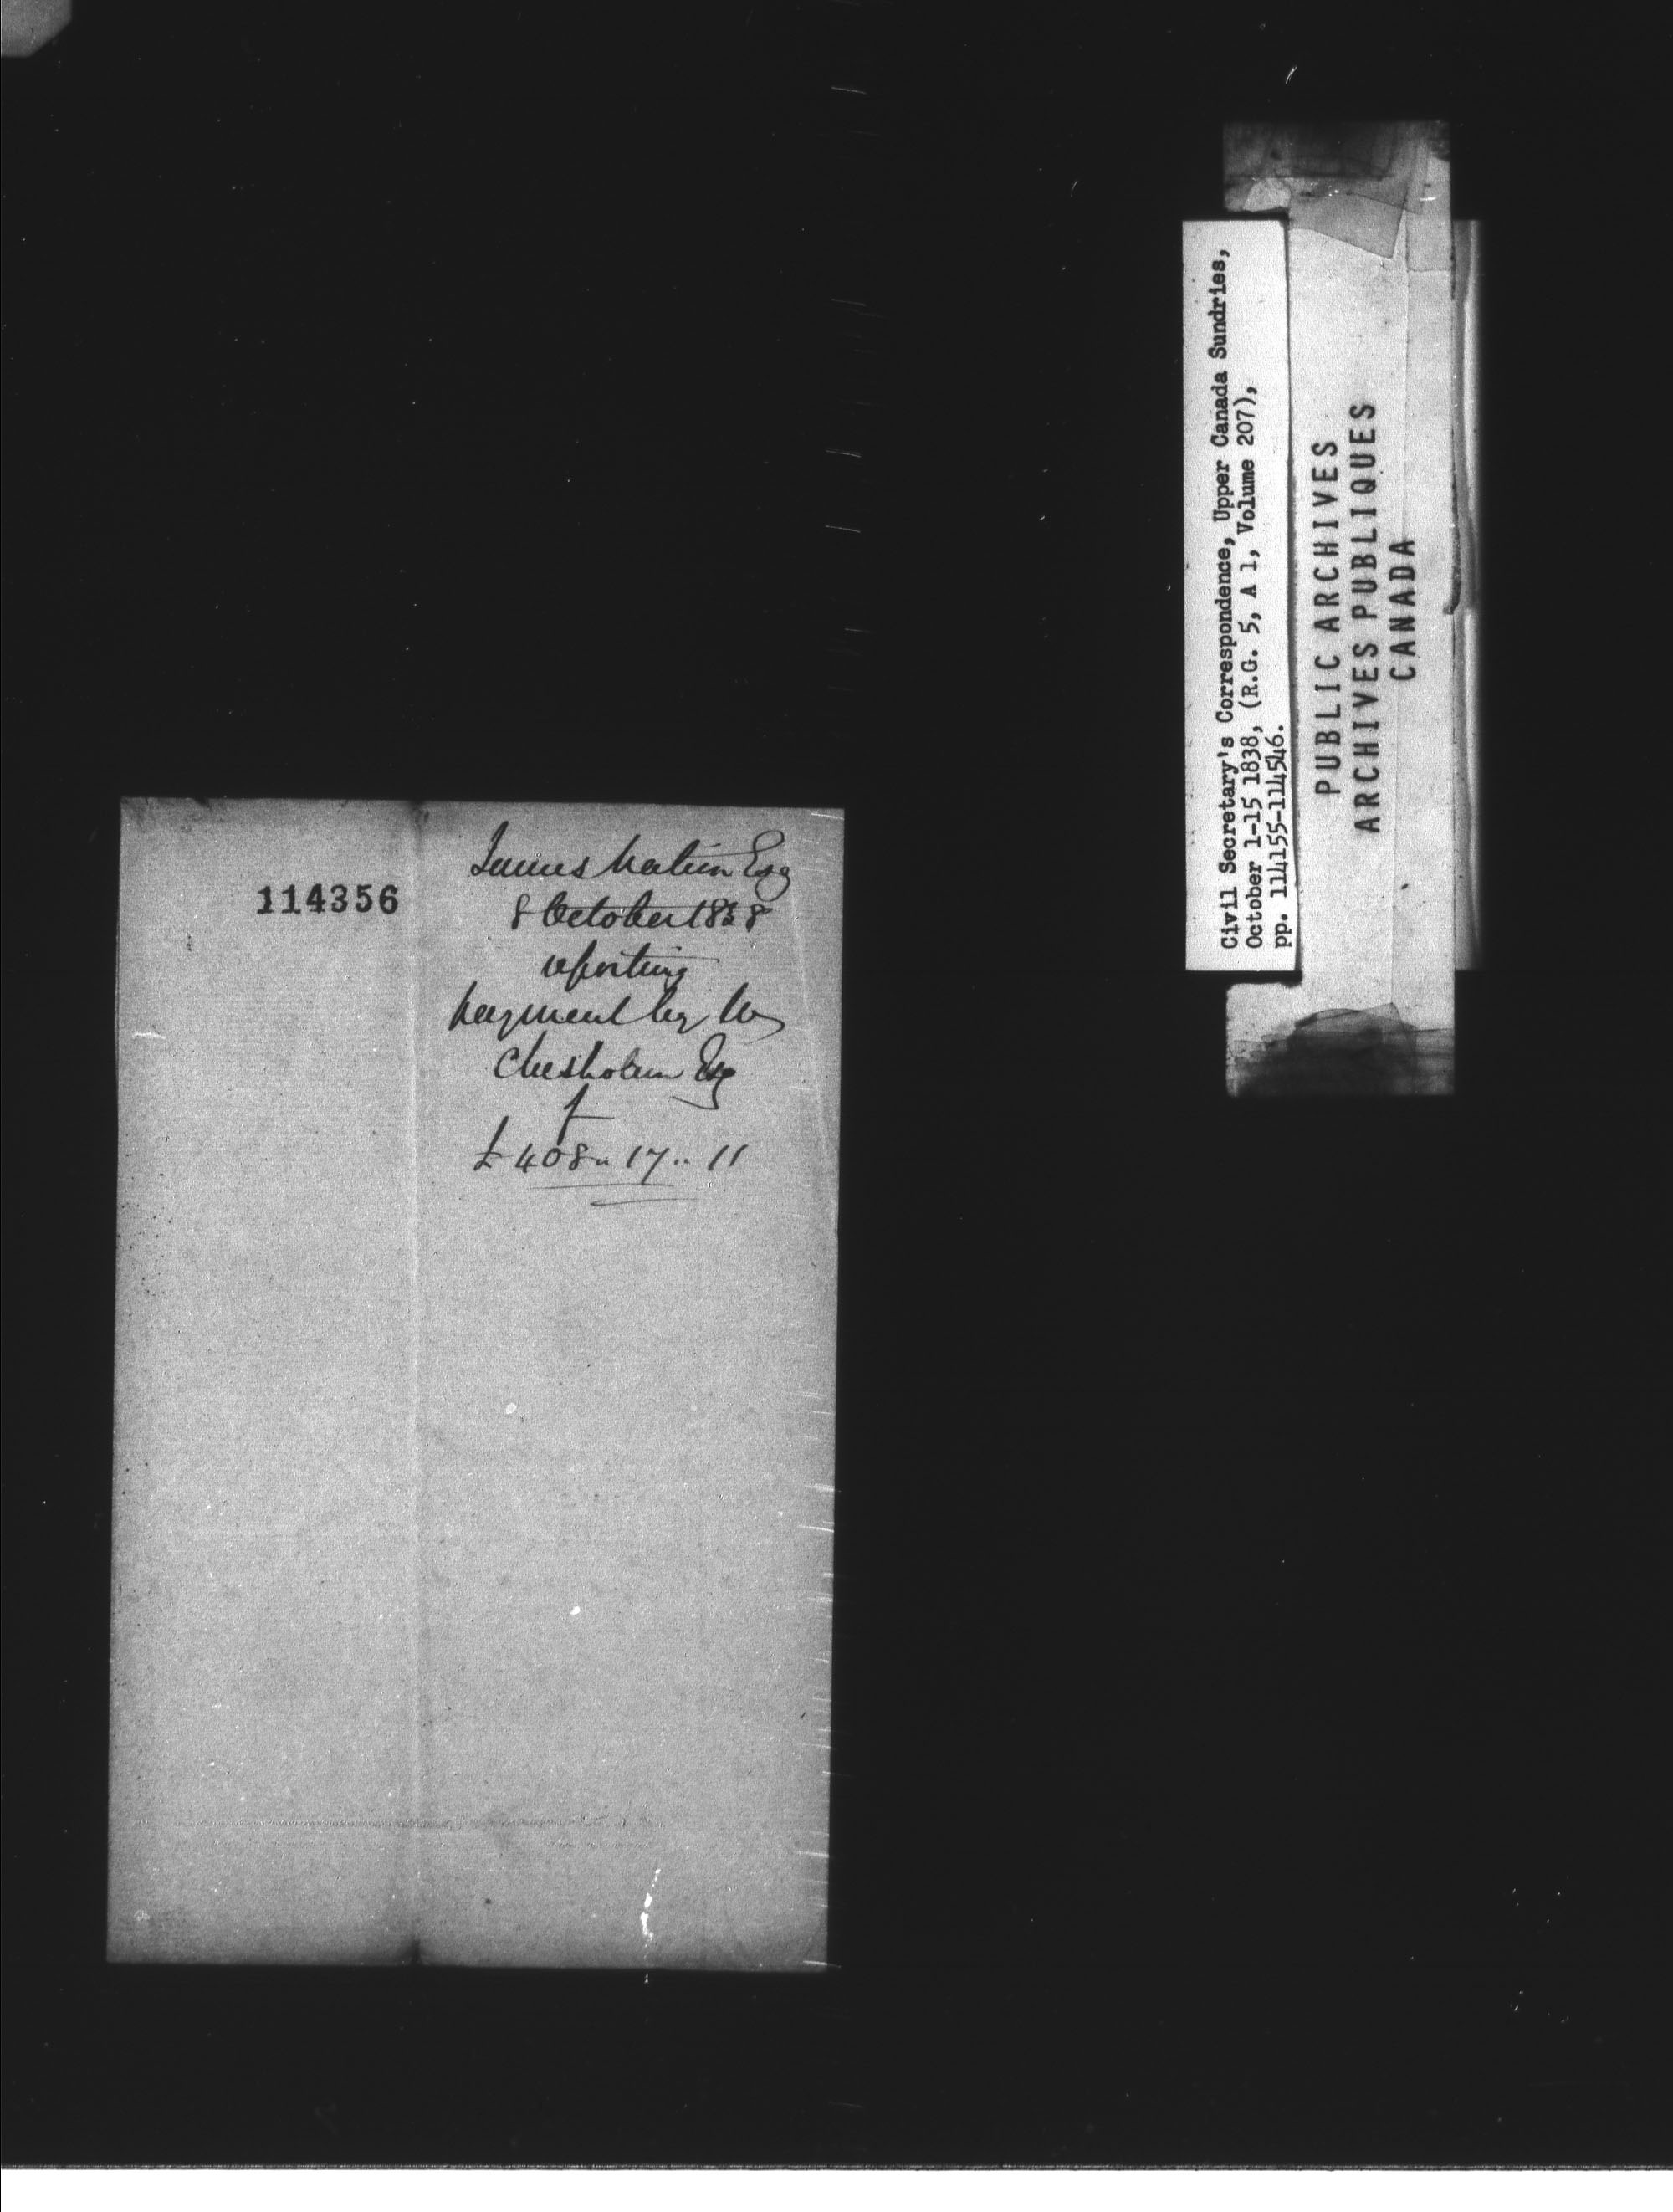 114356
James Esq
8 October 1838
reporting
payment by Wm
Chisholm Esq
of
£408 " 17 " 11
Civil Secretary's Correspondence, Upper Canada Sundries,
October 1-15 1838, (R.G. 5, A 1, Volume 207),
pp. 114155-114546.
PUBLIC ARCHIVES
ARCHIVES PUBLIQUES
CANADA